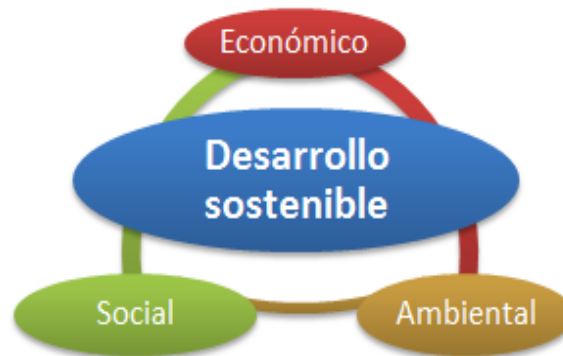 Económico
Desarrollo
sostenible
Social
Ambiental